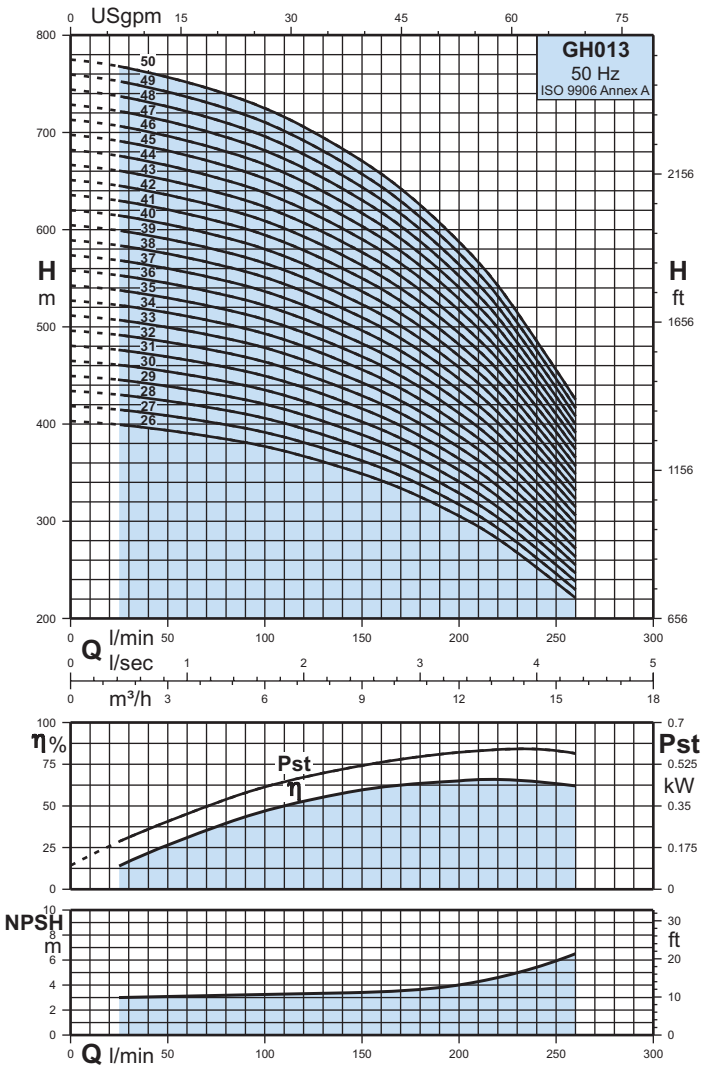 0 USgpm 15 30 45 60 75
800
GH013
50 Hz
ISO 9906 Annex A
50
49
48
47
46
45
44
43
42
41
40
39
38
37
36
35
34
33
32
31
30
29
28
27
26
700
600
H
m
500
400
300
200
2156
H
ft
1656
1156
656
0 50 100 150 200 250 300
Q l/min
l/sec
0 1 2 3 4 5
m³/h
0 3 6 9 12 15 18
100
η%
75
50
25
0
Pst
η
0.7
Pst
0.525
kW
0.35
0.175
0
10
NPSH
8
m
6
4
2
0
30
ft
20
10
0
0 50 100 150 200 250 300
Q l/min